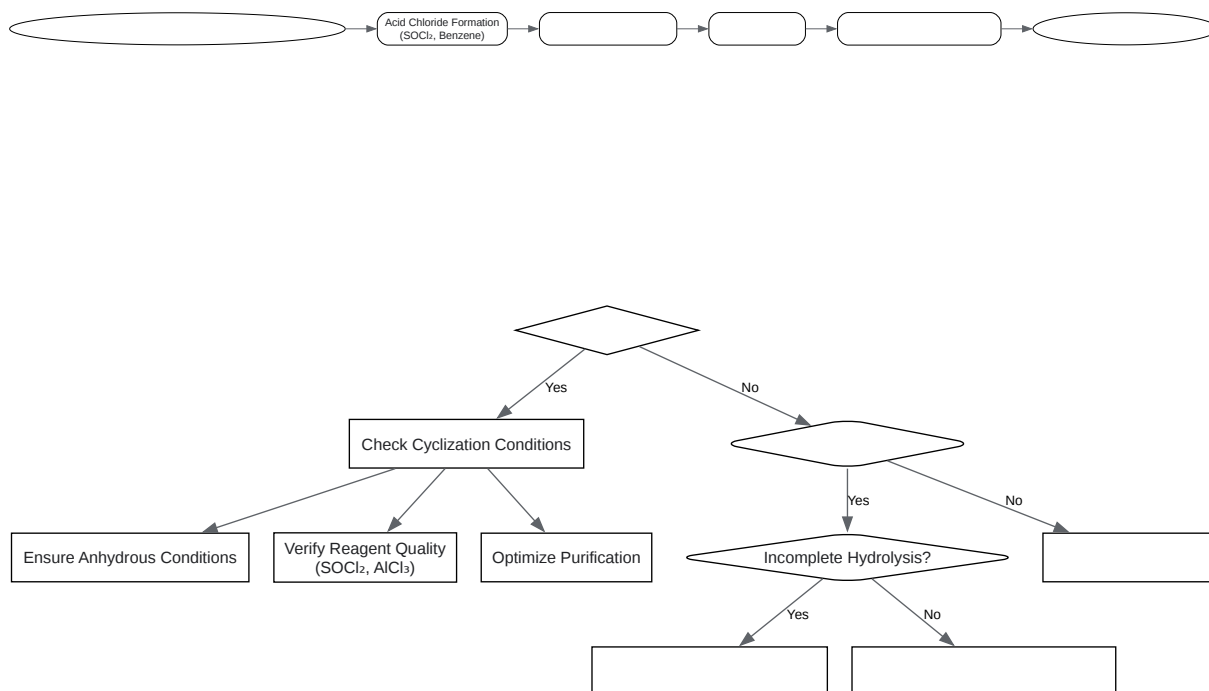 Acid Chloride Formation
(SOCl₂, Benzene)
Yes
No
Check Cyclization Conditions
Yes
No
Ensure Anhydrous Conditions
Verify Reagent Quality
(SOCl₂, AlCl₃)
Optimize Purification
Incomplete Hydrolysis?
Yes
No